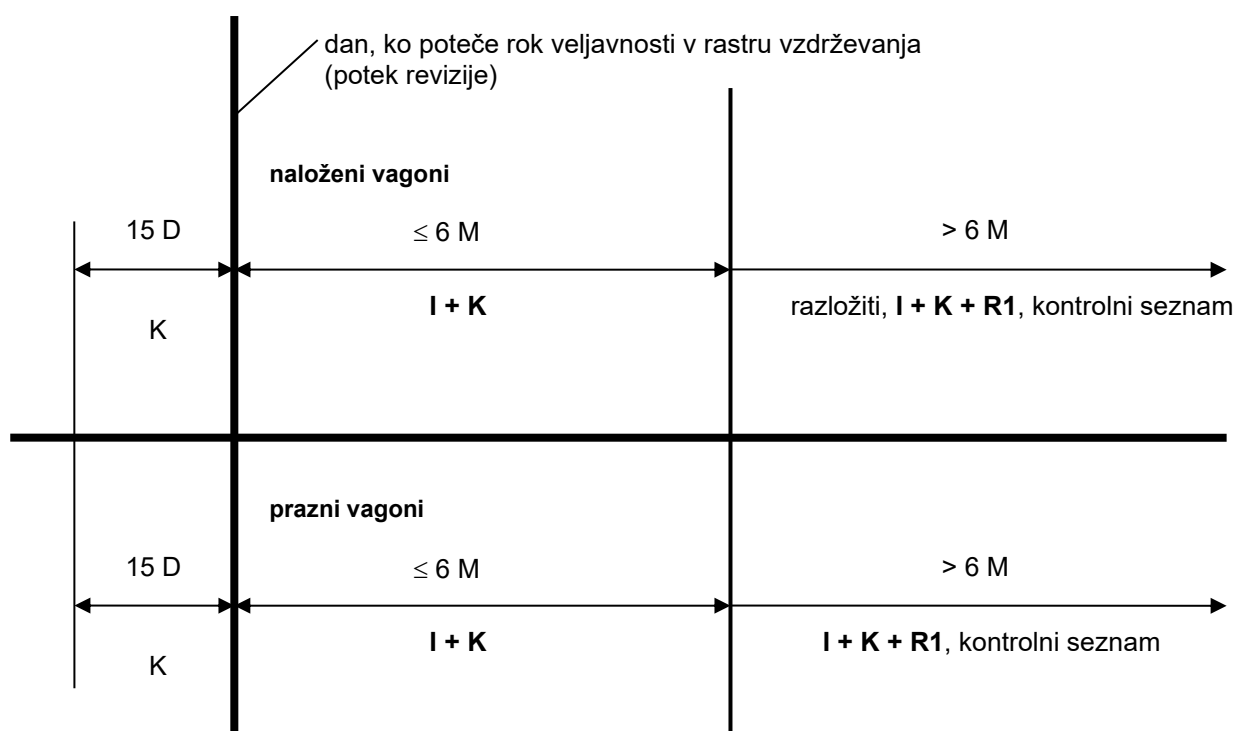 dan, ko poteče rok veljavnosti v rastru vzdrževanja
(potek revizije)
naloženi vagoni
15 D
≤ 6 M
> 6 M
K
I + K
razložiti, I + K + R1, kontrolni seznam
prazni vagoni
15 D
≤ 6 M
> 6 M
K
I + K
I + K + R1, kontrolni seznam